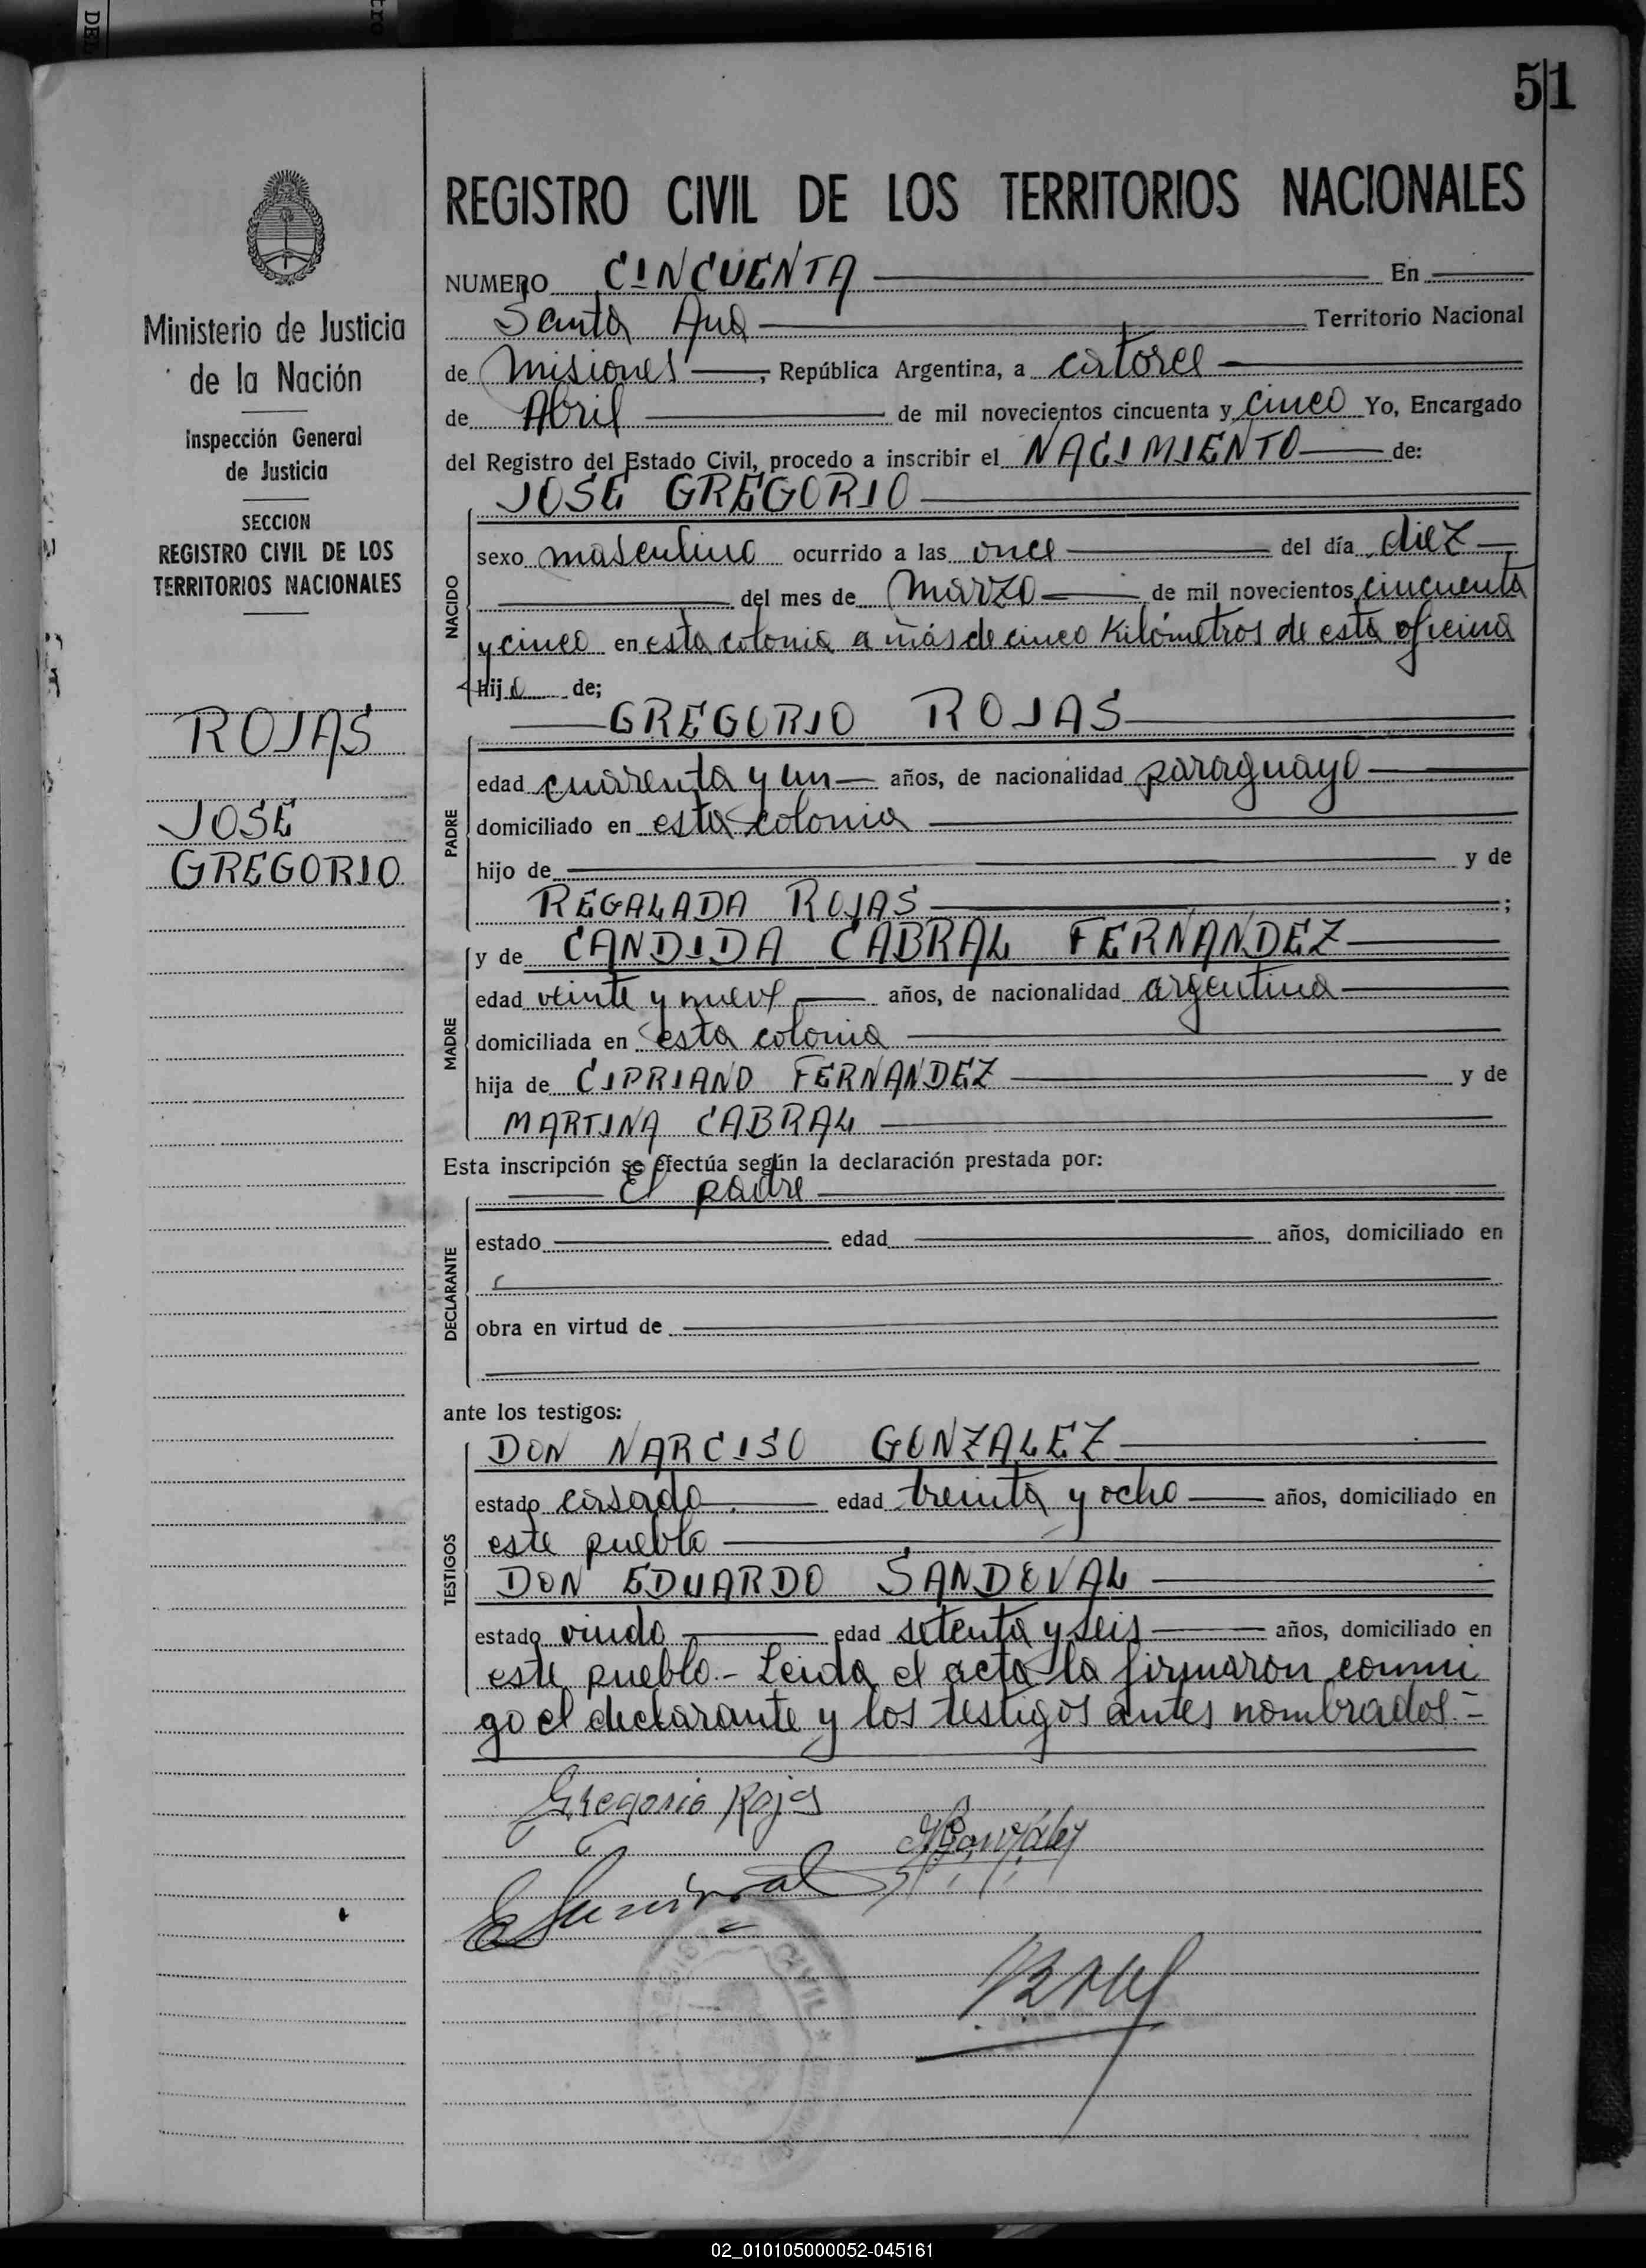 51
Ministerio de Justicia
de la Nación
Inspección General
de Justicia
SECCION
REGISTRO CIVIL DE LOS
TERRITORIOS NACIONALES
ROJAS
JOSE
GREGORIO
REGISTRO CIVIL DE LOS TERRITORIOS NACIONALES
NUMERO CINCUENTA En
Santa Ana Territorio Nacional
de Misiones, República Argentina, a catorce
de Abril de mil novecientos cincuenta y cinco Yo, Encargado
del Registro del Estado Civil, procedo a inscribir el NACIMIENTO de:
JOSE GREGORIO
NACIDO
sexo masculino ocurrido a las once del día diez
del mes de Marzo de mil novecientos cincuenta
y cinco en esta colonia a más de cinco Kilómetros de esta oficina
hijo de;
GREGORIO ROJAS
PADRE
edad cuarenta y un años, de nacionalidad paraguayo
domiciliado en esta colonia
hijo de y de
REGALADA ROJAS ;
y de CANDIDA CABRAL FERNANDEZ
MADRE
edad veinte y nueve años, de nacionalidad argentina
domiciliada en esta colonia
hija de CIPRIANO FERNANDEZ y de
MARTINA CABRAL
Esta inscripción se efectúa según la declaración prestada por:
El padre
DECLARANTE
estado edad años, domiciliado en
obra en virtud de
ante los testigos:
DON NARCISO GONZALEZ
TESTIGOS
estado casado edad treinta y ocho años, domiciliado en
este pueblo
DON EDUARDO SANDOVAL
estado viudo edad setenta y seis años, domiciliado en
este pueblo.- Leida el acta la firmaron conmi
go el declarante y los testigos antes nombrados.=
Gregorio Rojas
N González
REGISTRO CIVIL
02_010105000052-045161